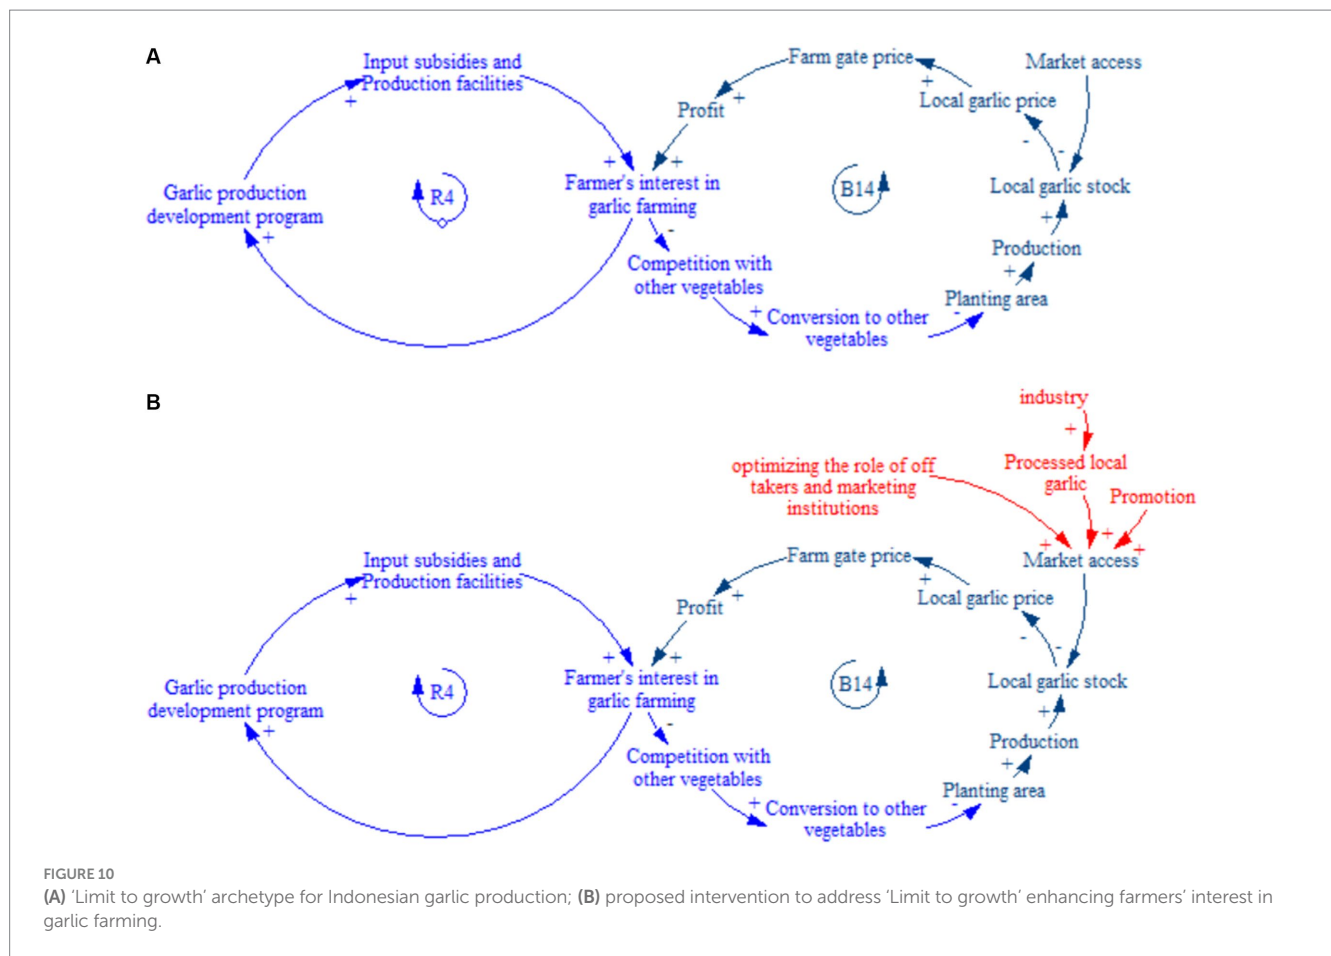 A
Input subsidies and
Production facilities
+
Garlic production
development program
+
R4
+
+
Farmer's interest in
garlic farming
-
Competition with
other vegetables
+
Conversion to other
vegetables
-
Planting area
+
Production
+
Local garlic stock
-
-
Market access
Local garlic price
+
Farm gate price
+
Profit
B14
B
industry
+
Processed local
garlic
Promotion
optimizing the role of off
takers and marketing
institutions
+
+
+
Market access
Input subsidies and
Production facilities
+
Garlic production
development program
+
R4
+
+
Farmer's interest in
garlic farming
-
Competition with
other vegetables
+
Conversion to other
vegetables
-
Planting area
+
Production
+
Local garlic stock
-
-
Local garlic price
+
Farm gate price
+
Profit
B14
FIGURE 10
(A) 'Limit to growth' archetype for Indonesian garlic production; (B) proposed intervention to address 'Limit to growth' enhancing farmers' interest in
garlic farming.